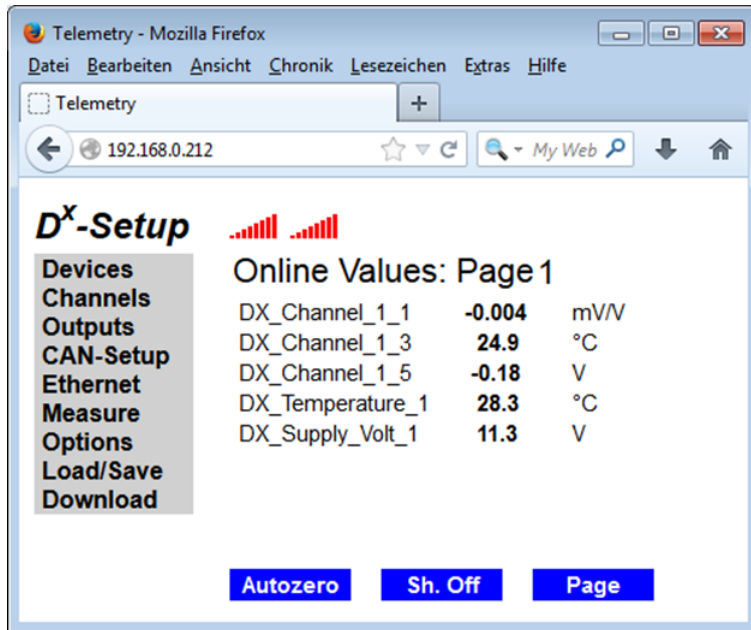 Telemetry - Mozilla Firefox
Datei Bearbeiten Ansicht Chronik Lesezeichen Extras Hilfe
Telemetry
192.168.0.212 My Web
Dx-Setup
Devices
Channels
Outputs
CAN-Setup
Ethernet
Measure
Options
Load/Save
Download
Online Values: Page 1
DX_Channel_1_1 -0.004 mV/V
DX_Channel_1_3 24.9 °C
DX_Channel_1_5 -0.18 V
DX_Temperature_1 28.3 °C
DX_Supply_Volt_1 11.3 V
Autozero Sh. Off Page